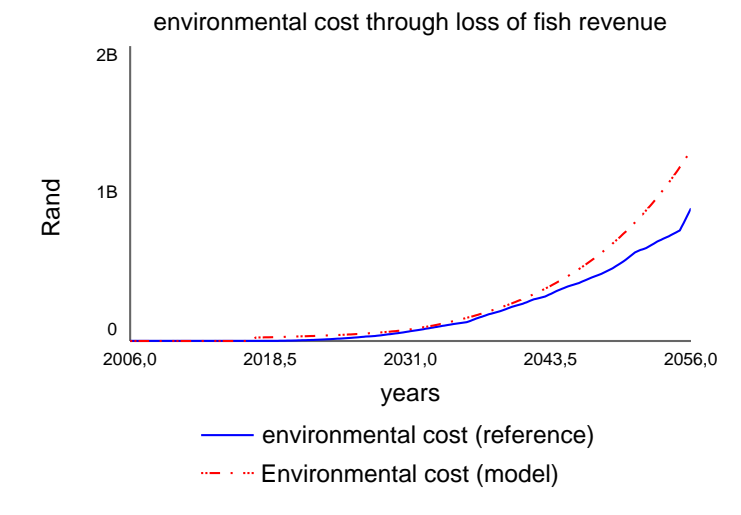 environmental cost through loss of fish revenue
2B
1B
0
Rand
2006,0 2018,5 2031,0 2043,5 2056,0
years
environmental cost (reference)
Environmental cost (model)